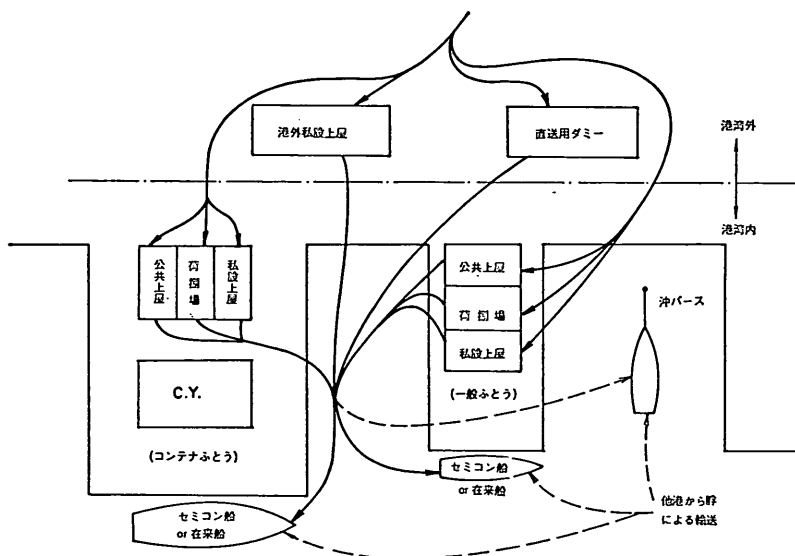 港外私設上屋
直送用ダミー
港湾外
港湾内
公共上屋
荷捌場
私設上屋
公共上屋
荷捌場
私設上屋
沖バース
C.Y.
(一般ふとう)
(コンテナふとう)
セミコン船
or 在来船
セミコン船
or 在来船
他港から艀
による輸送